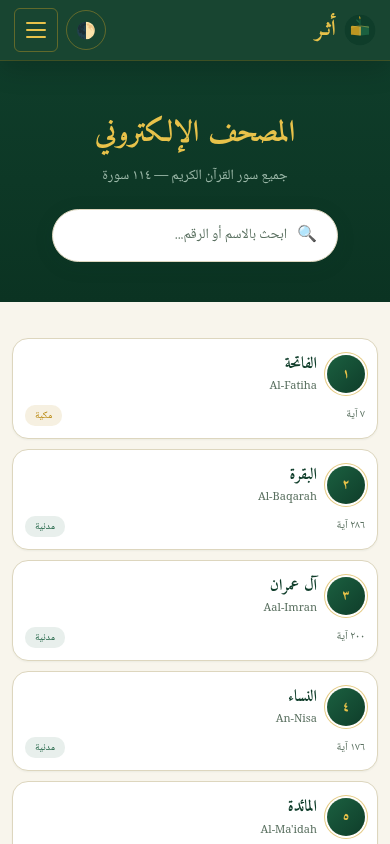 أثر
المصحف الإلكتروني
جميع سور القرآن الكريم — ١١٤ سورة
ابحث بالاسم أو الرقم...
١
الفاتحة
Al-Fatiha
٧ آية
مكية
٢
البقرة
Al-Baqarah
٢٨٦ آية
مدنية
٣
آل عمران
Aal-Imran
٢٠٠ آية
مدنية
٤
النساء
An-Nisa
١٧٦ آية
مدنية
٥
المائدة
Al-Ma'idah